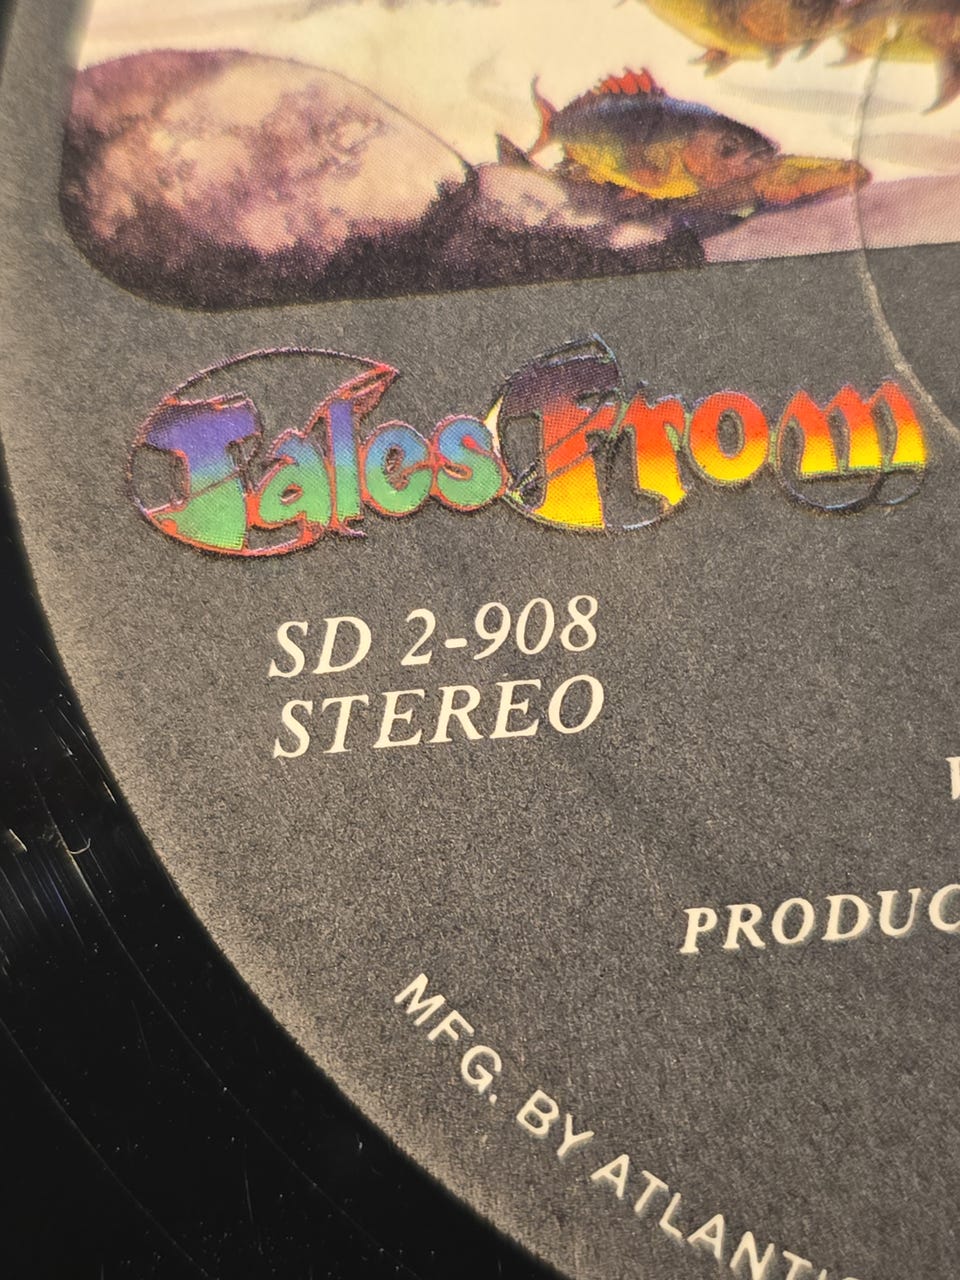 Tales From
SD 2-908
STEREO
PRODUC
MFG. BY ATLANT